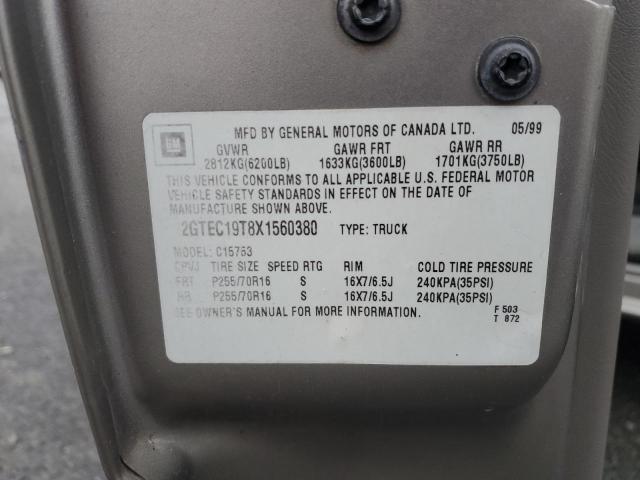 MFD BY GENERAL MOTORS OF CANADA LTD. 05/99
GM
GVWR GAWR FRT GAWR RR
2812KG(6200LB) 1633KG(3600LB) 1701KG(3750LB)
THIS VEHICLE CONFORMS TO ALL APPLICABLE U.S. FEDERAL MOTOR
VEHICLE SAFETY STANDARDS IN EFFECT ON THE DATE OF
MANUFACTURE SHOWN ABOVE.
2GTEC19T8X1560380 TYPE: TRUCK
MODEL: C15753
TIRE SIZE SPEED RTG RIM COLD TIRE PRESSURE
FRT P255/70R16 S 16X7/6.5J 240KPA(35PSI)
RR P255/70R16 S 16X7/6.5J 240KPA(35PSI)
SEE OWNER'S MANUAL FOR MORE INFORMATION.
F 503
T 872